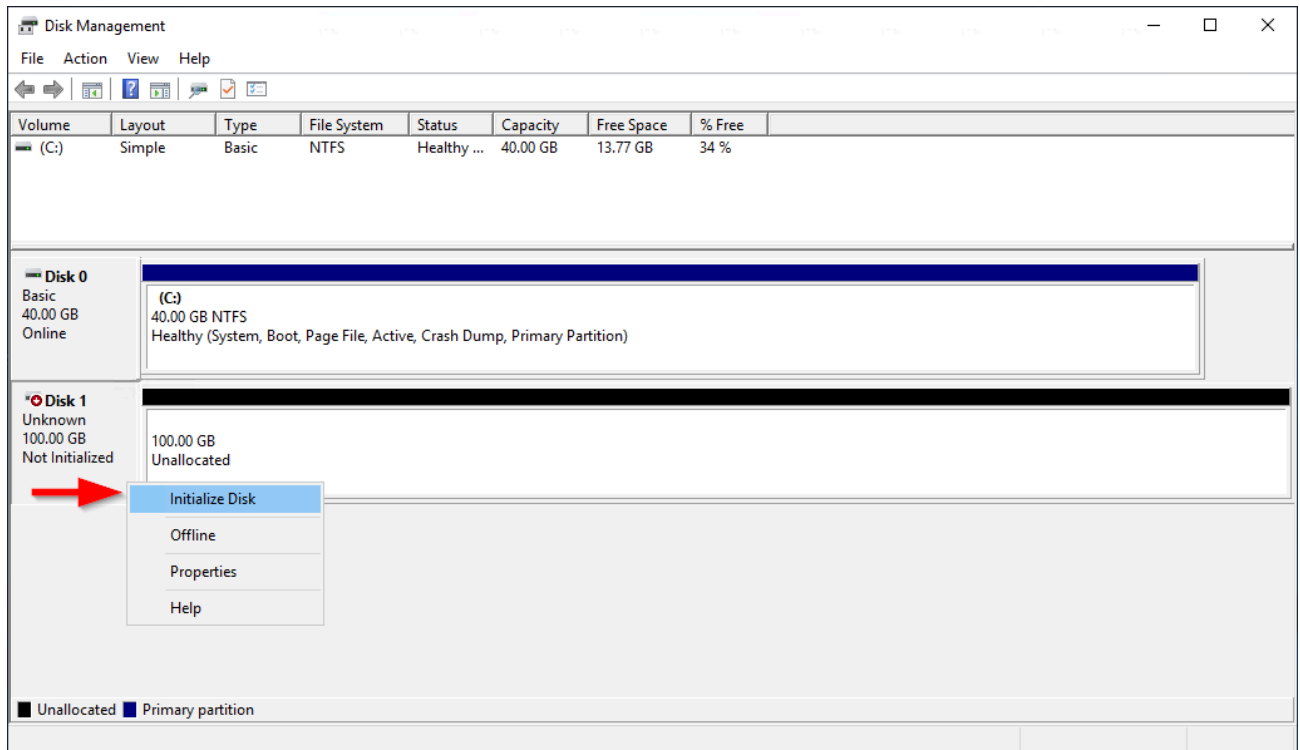 Disk Management
File Action View Help
Volume Layout Type File System Status Capacity Free Space % Free
(C:) Simple Basic NTFS Healthy ... 40.00 GB 13.77 GB 34 %
Disk 0
Basic
40.00 GB
Online
(C:)
40.00 GB NTFS
Healthy (System, Boot, Page File, Active, Crash Dump, Primary Partition)
Disk 1
Unknown
100.00 GB
Not Initialized
100.00 GB
Unallocated
Initialize Disk
Offline
Properties
Help
Unallocated Primary partition